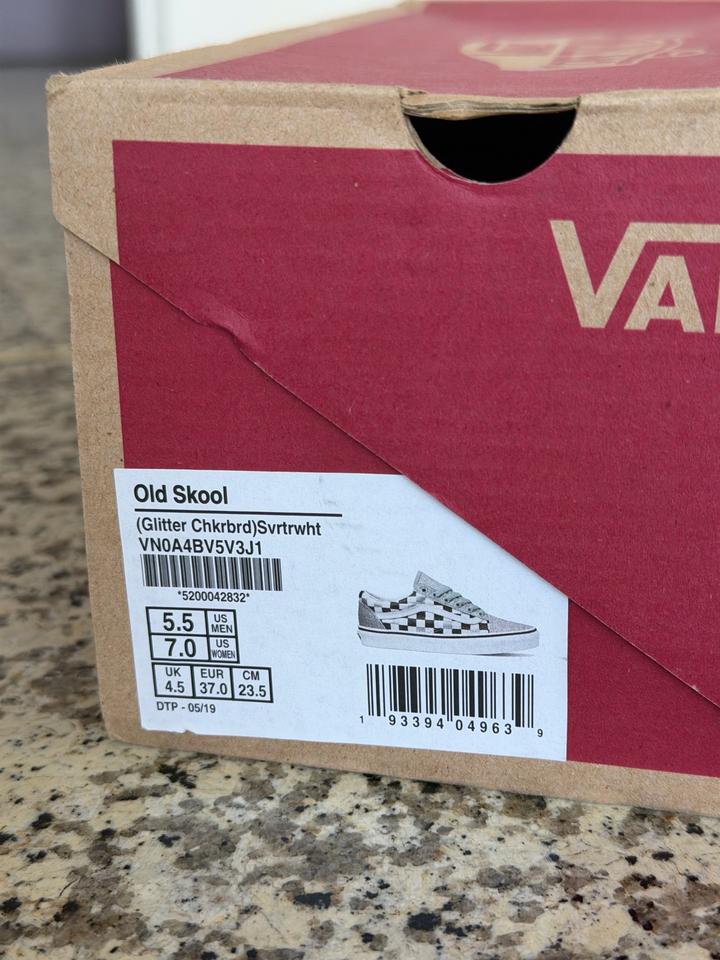 VA
Old Skool
(Glitter Chkrbrd)Svrtrwht
VN0A4BV5V3J1
*5200042832*
5.5 US MEN
7.0 US WOMEN
UK EUR CM
4.5 37.0 23.5
DTP - 05/19
1 93394 04963 9